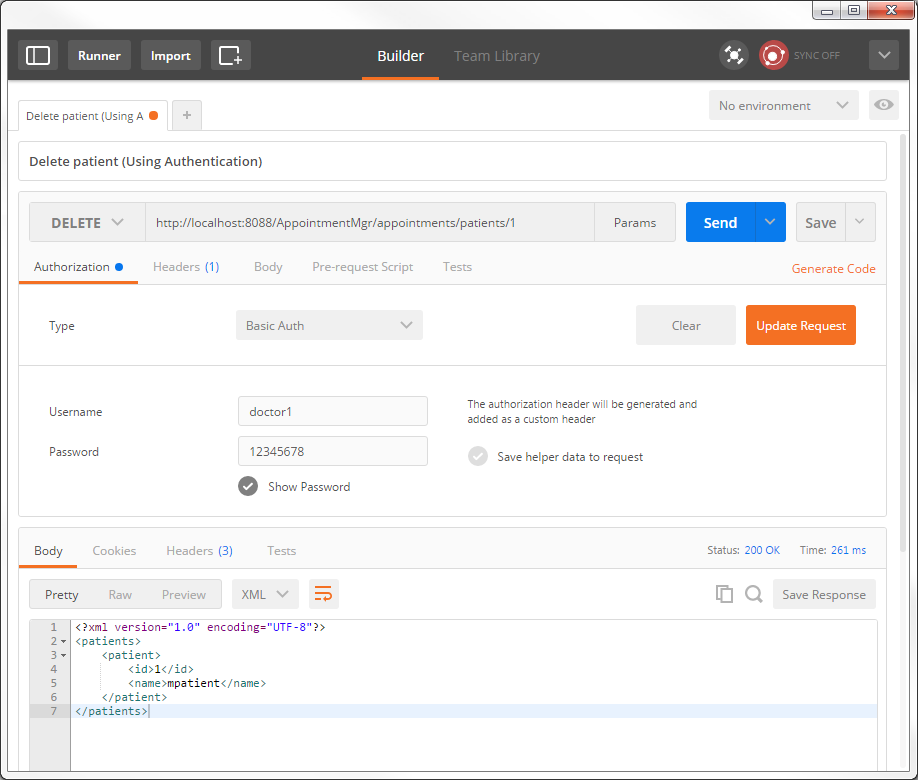 Runner Import Builder Team Library SYNC OFF
Delete patient (Using A + No environment
Delete patient (Using Authentication)
DELETE http://localhost:8088/AppointmentMgr/appointments/patients/1 Params Send Save
Authorization Headers (1) Body Pre-request Script Tests Generate Code
Type Basic Auth Clear Update Request
Username doctor1 The authorization header will be generated and
added as a custom header
Password 12345678 Save helper data to request
Show Password
Body Cookies Headers (3) Tests Status: 200 OK Time: 261 ms
Pretty Raw Preview XML Save Response
1 <?xml version="1.0" encoding="UTF-8"?>
2 <patients>
3 <patient>
4 <id>1</id>
5 <name>mpatient</name>
6 </patient>
7 </patients>